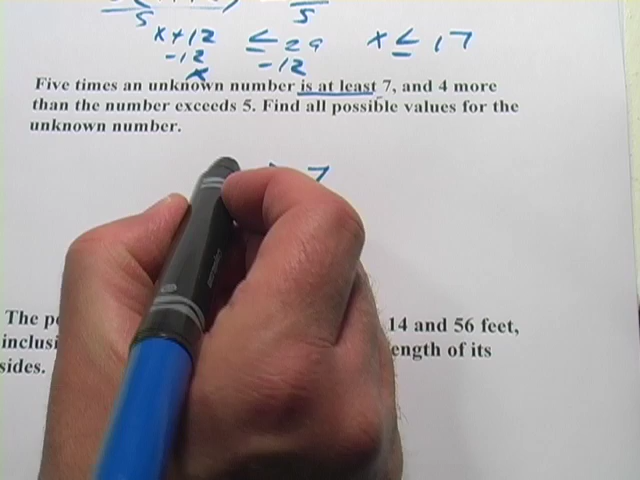 5 5
x+12 ≤ 29 x ≤ 17
-12 -12
x
Five times an unknown number is at least 7, and 4 more
than the number exceeds 5. Find all possible values for the
unknown number.
7
The 14 and 56 feet,
of its
sides.